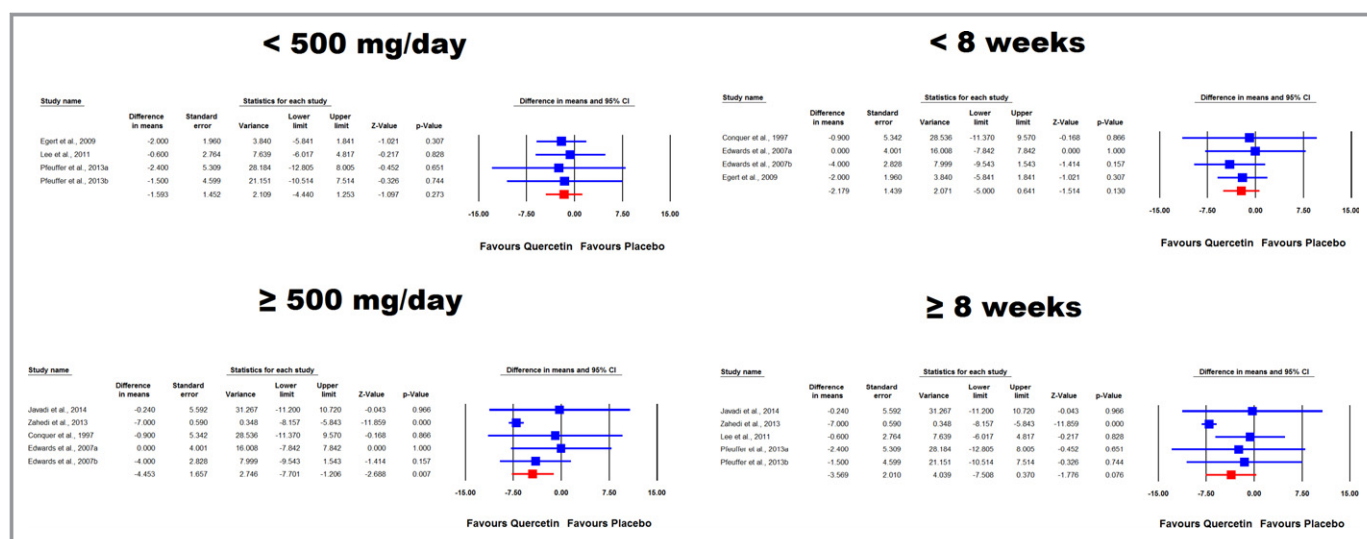 < 500 mg/day
Study name Statistics for each study Difference in means and 95% CI
Difference in means Standard error Variance Lower limit Upper limit Z-Value p-Value
Egert et al., 2009 -2.000 1.960 3.840 -5.841 1.841 -1.021 0.307
Lee et al., 2011 -0.600 2.764 7.639 -6.017 4.817 -0.217 0.828
Pfeuffer et al., 2013a -2.400 5.309 28.184 -12.805 8.005 -0.452 0.651
Pfeuffer et al., 2013b -1.500 4.599 21.151 -10.514 7.514 -0.326 0.744
-1.593 1.452 2.109 -4.440 1.253 -1.097 0.273
-15.00 -7.50 0.00 7.50 15.00
Favours Quercetin Favours Placebo
< 8 weeks
Study name Statistics for each study Difference in means and 95% CI
Difference in means Standard error Variance Lower limit Upper limit Z-Value p-Value
Conquer et al., 1997 -0.900 5.342 28.536 -11.370 9.570 -0.168 0.866
Edwards et al., 2007a 0.000 4.001 16.008 -7.842 7.842 0.000 1.000
Edwards et al., 2007b -4.000 2.828 7.999 -9.543 1.543 -1.414 0.157
Egert et al., 2009 -2.000 1.960 3.840 -5.841 1.841 -1.021 0.307
-2.179 1.439 2.071 -5.000 0.641 -1.514 0.130
-15.00 -7.50 0.00 7.50 15.00
Favours Quercetin Favours Placebo
≥ 500 mg/day
Study name Statistics for each study Difference in means and 95% CI
Difference in means Standard error Variance Lower limit Upper limit Z-Value p-Value
Javadi et al., 2014 -0.240 5.592 31.267 -11.200 10.720 -0.043 0.966
Zahedi et al., 2013 -7.000 0.590 0.348 -8.157 -5.843 -11.859 0.000
Conquer et al., 1997 -0.900 5.342 28.536 -11.370 9.570 -0.168 0.866
Edwards et al., 2007a 0.000 4.001 16.008 -7.842 7.842 0.000 1.000
Edwards et al., 2007b -4.000 2.828 7.999 -9.543 1.543 -1.414 0.157
-4.453 1.657 2.746 -7.701 -1.206 -2.688 0.007
-15.00 -7.50 0.00 7.50 15.00
Favours Quercetin Favours Placebo
≥ 8 weeks
Study name Statistics for each study Difference in means and 95% CI
Difference in means Standard error Variance Lower limit Upper limit Z-Value p-Value
Javadi et al., 2014 -0.240 5.592 31.267 -11.200 10.720 -0.043 0.966
Zahedi et al., 2013 -7.000 0.590 0.348 -8.157 -5.843 -11.859 0.000
Lee et al., 2011 -0.600 2.764 7.639 -6.017 4.817 -0.217 0.828
Pfeuffer et al., 2013a -2.400 5.309 28.184 -12.805 8.005 -0.452 0.651
Pfeuffer et al., 2013b -1.500 4.599 21.151 -10.514 7.514 -0.326 0.744
-3.569 2.010 4.039 -7.508 0.370 -1.776 0.076
-15.00 -7.50 0.00 7.50 15.00
Favours Quercetin Favours Placebo